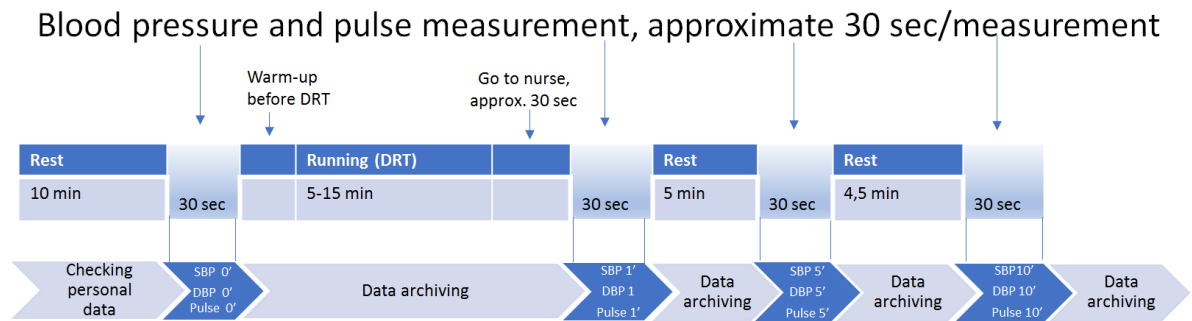 Blood pressure and pulse measurement, approximate 30 sec/measurement
Warm-up
before DRT
Go to nurse,
approx. 30 sec
Rest
Running (DRT)
Rest
Rest
10 min
30 sec
5-15 min
30 sec
5 min
30 sec
4,5 min
30 sec
Checking
personal
data
SBP 0’
DBP 0’
Pulse 0’
Data archiving
SBP 1’
DBP 1
Pulse 1’
Data
archiving
SBP 5’
DBP 5’
Pulse 5’
Data
archiving
SBP10’
DBP 10’
Pulse 10’
Data
archiving